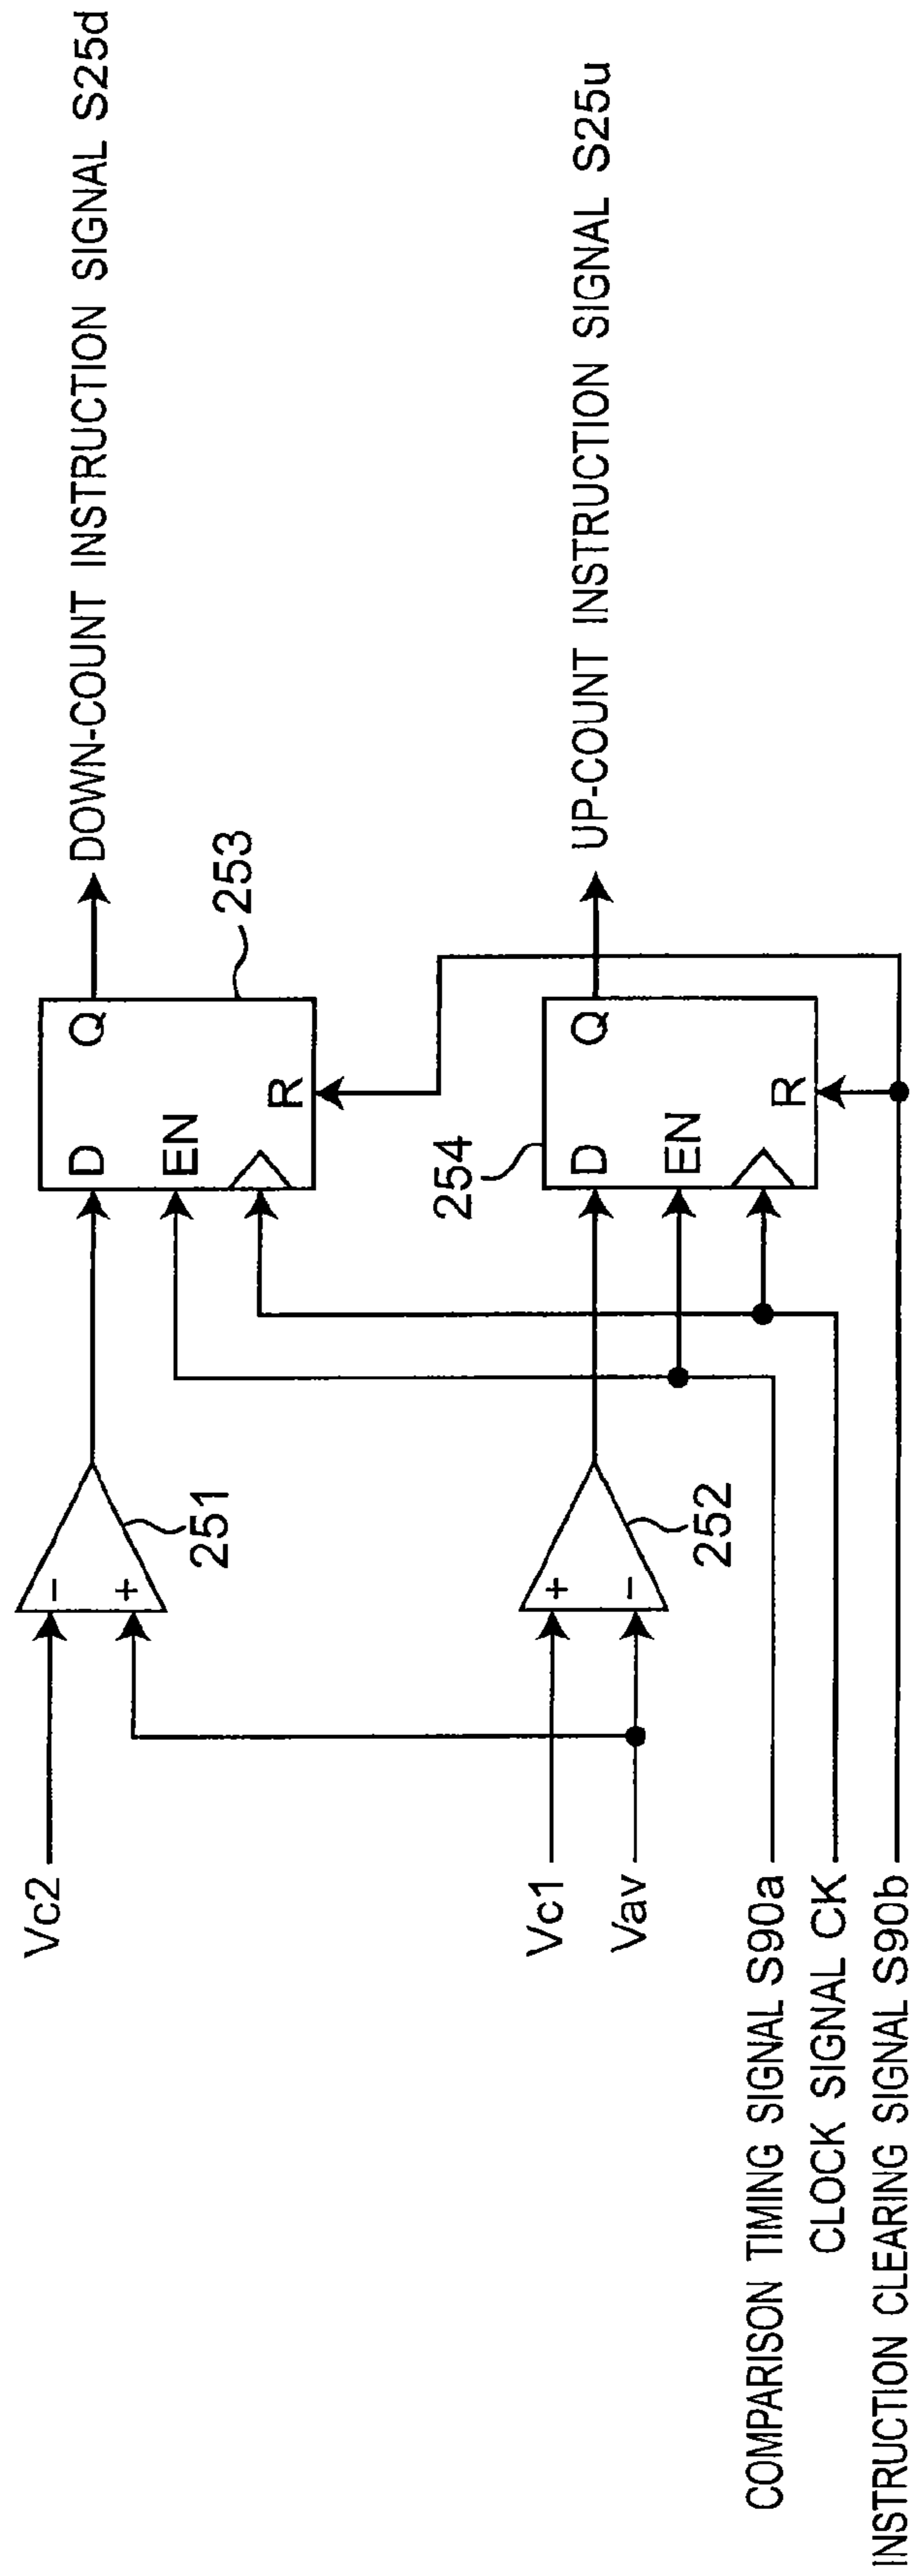 Vc2
-
+
251
D
Q
EN
R
253
DOWN-COUNT INSTRUCTION SIGNAL S25d
Vc1
Vav
+
-
252
254
D
Q
EN
R
UP-COUNT INSTRUCTION SIGNAL S25u
COMPARISON TIMING SIGNAL S90a
CLOCK SIGNAL CK
INSTRUCTION CLEARING SIGNAL S90b